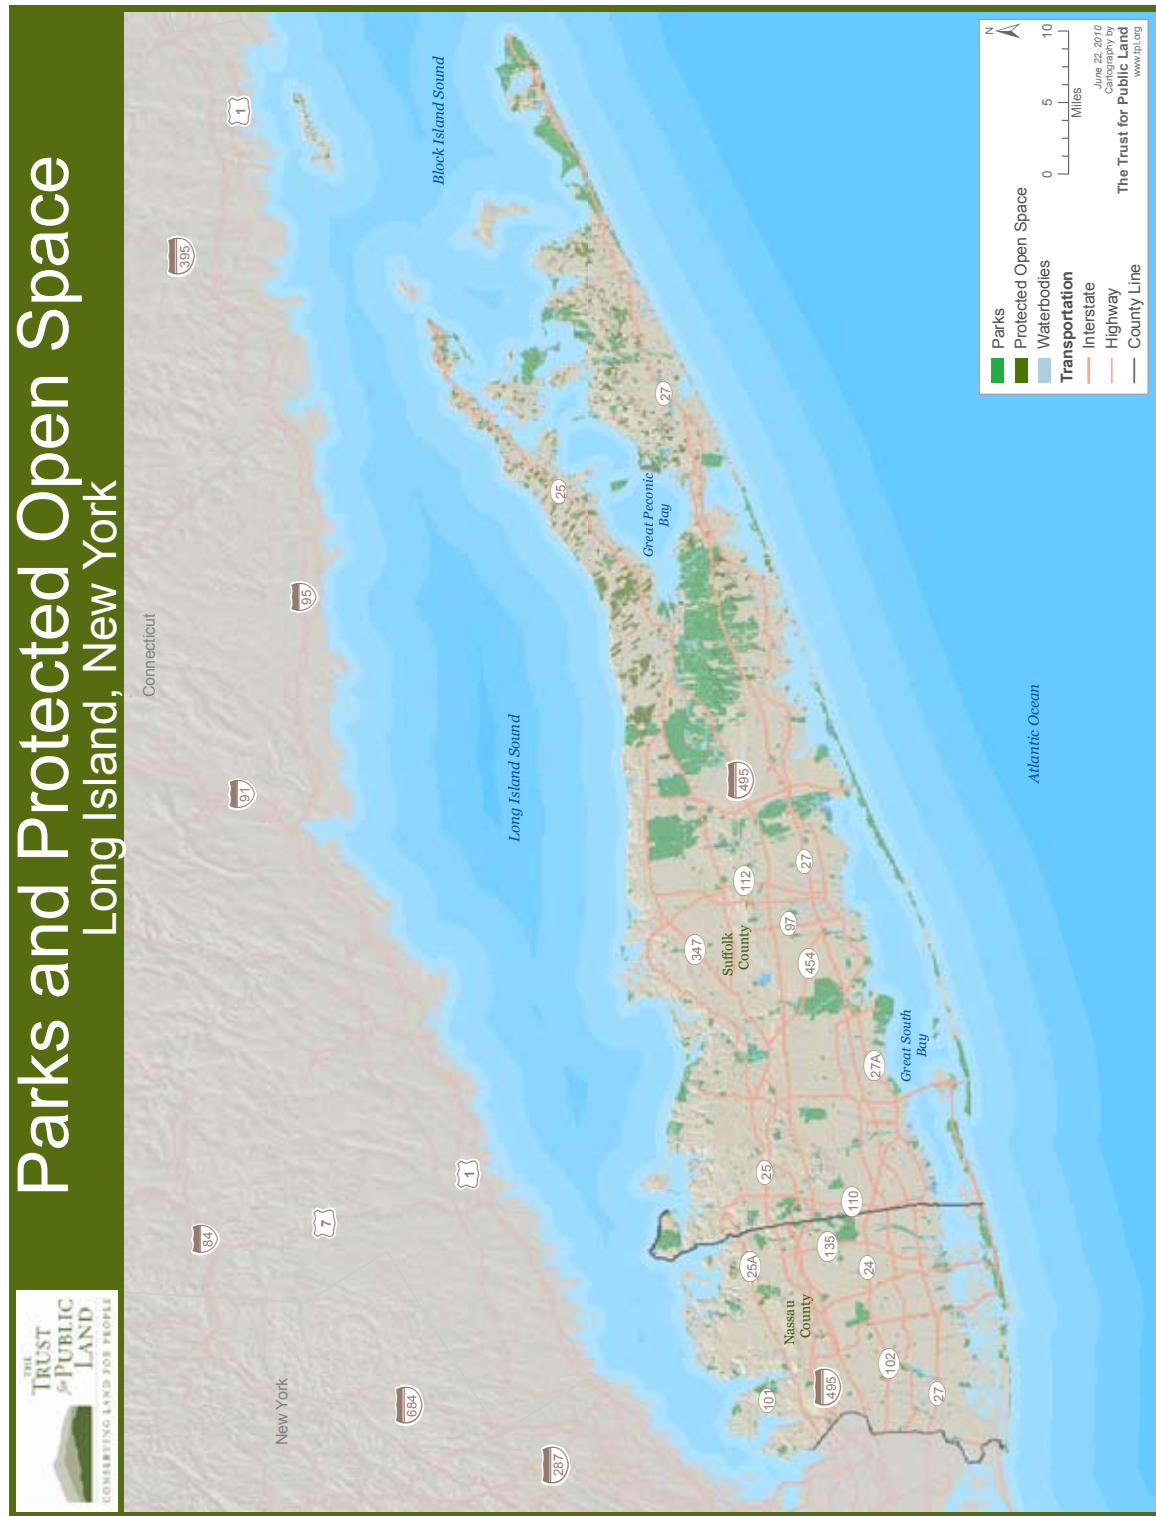 Parks and Protected Open Space
Long Island, New York
THE
TRUST
for PUBLIC
LAND
CONSERVING LAND FOR PEOPLE
Connecticut
New York
84
7
1
684
287
91
95
395
1
Block Island Sound
Long Island Sound
Great Peconic
Bay
Atlantic Ocean
Great South
Bay
Suffolk
County
Nassau
County
25
27
495
112
27
347
97
454
27A
25
110
25A
135
24
101
495
102
27
Parks
Protected Open Space
Waterbodies
Transportation
Interstate
Highway
County Line
N
0 5 10
Miles
June 22, 2010
Cartography by
The Trust for Public Land
www.tpl.org